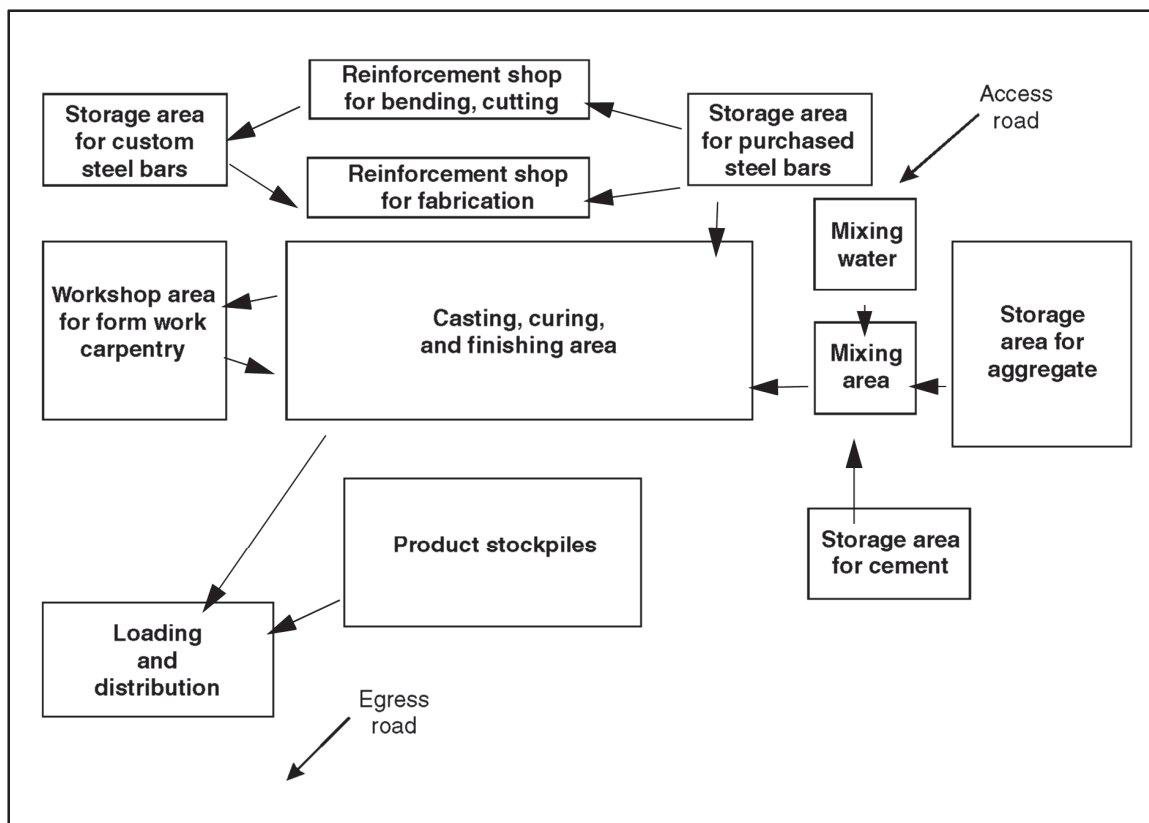 Reinforcement shop
for bending, cutting
Storage area
for custom
steel bars
Storage area
for purchased
steel bars
Access
road
Reinforcement shop
for fabrication
Mixing
water
Workshop area
for form work
carpentry
Casting, curing,
and finishing area
Mixing
area
Storage
area for
aggregate
Product stockpiles
Storage area
for cement
Loading
and
distribution
Egress
road